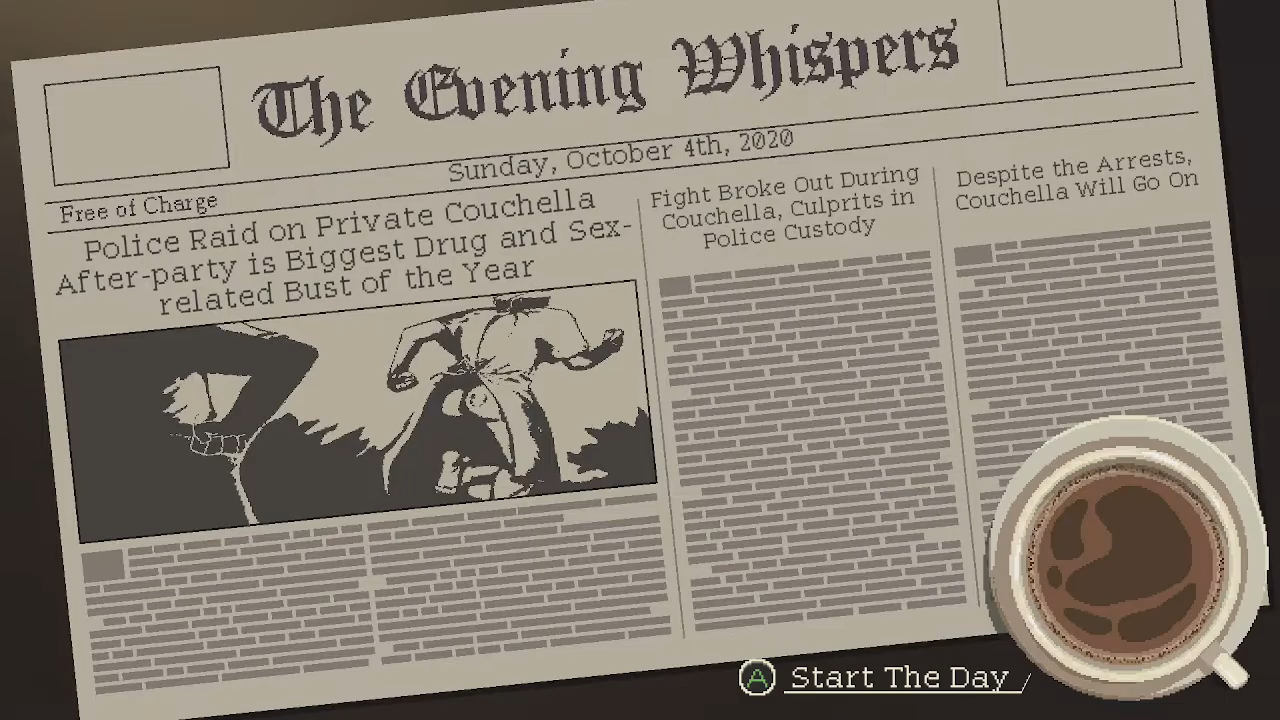 The Evening Whispers
Sunday, October 4th, 2020
Free of Charge
Police Raid on Private Couchella
After-party is Biggest Drug and Sex-
related Bust of the Year
Fight Broke Out During
Couchella, Culprits in
Police Custody
Despite the Arrests,
Couchella Will Go On
A Start The Day